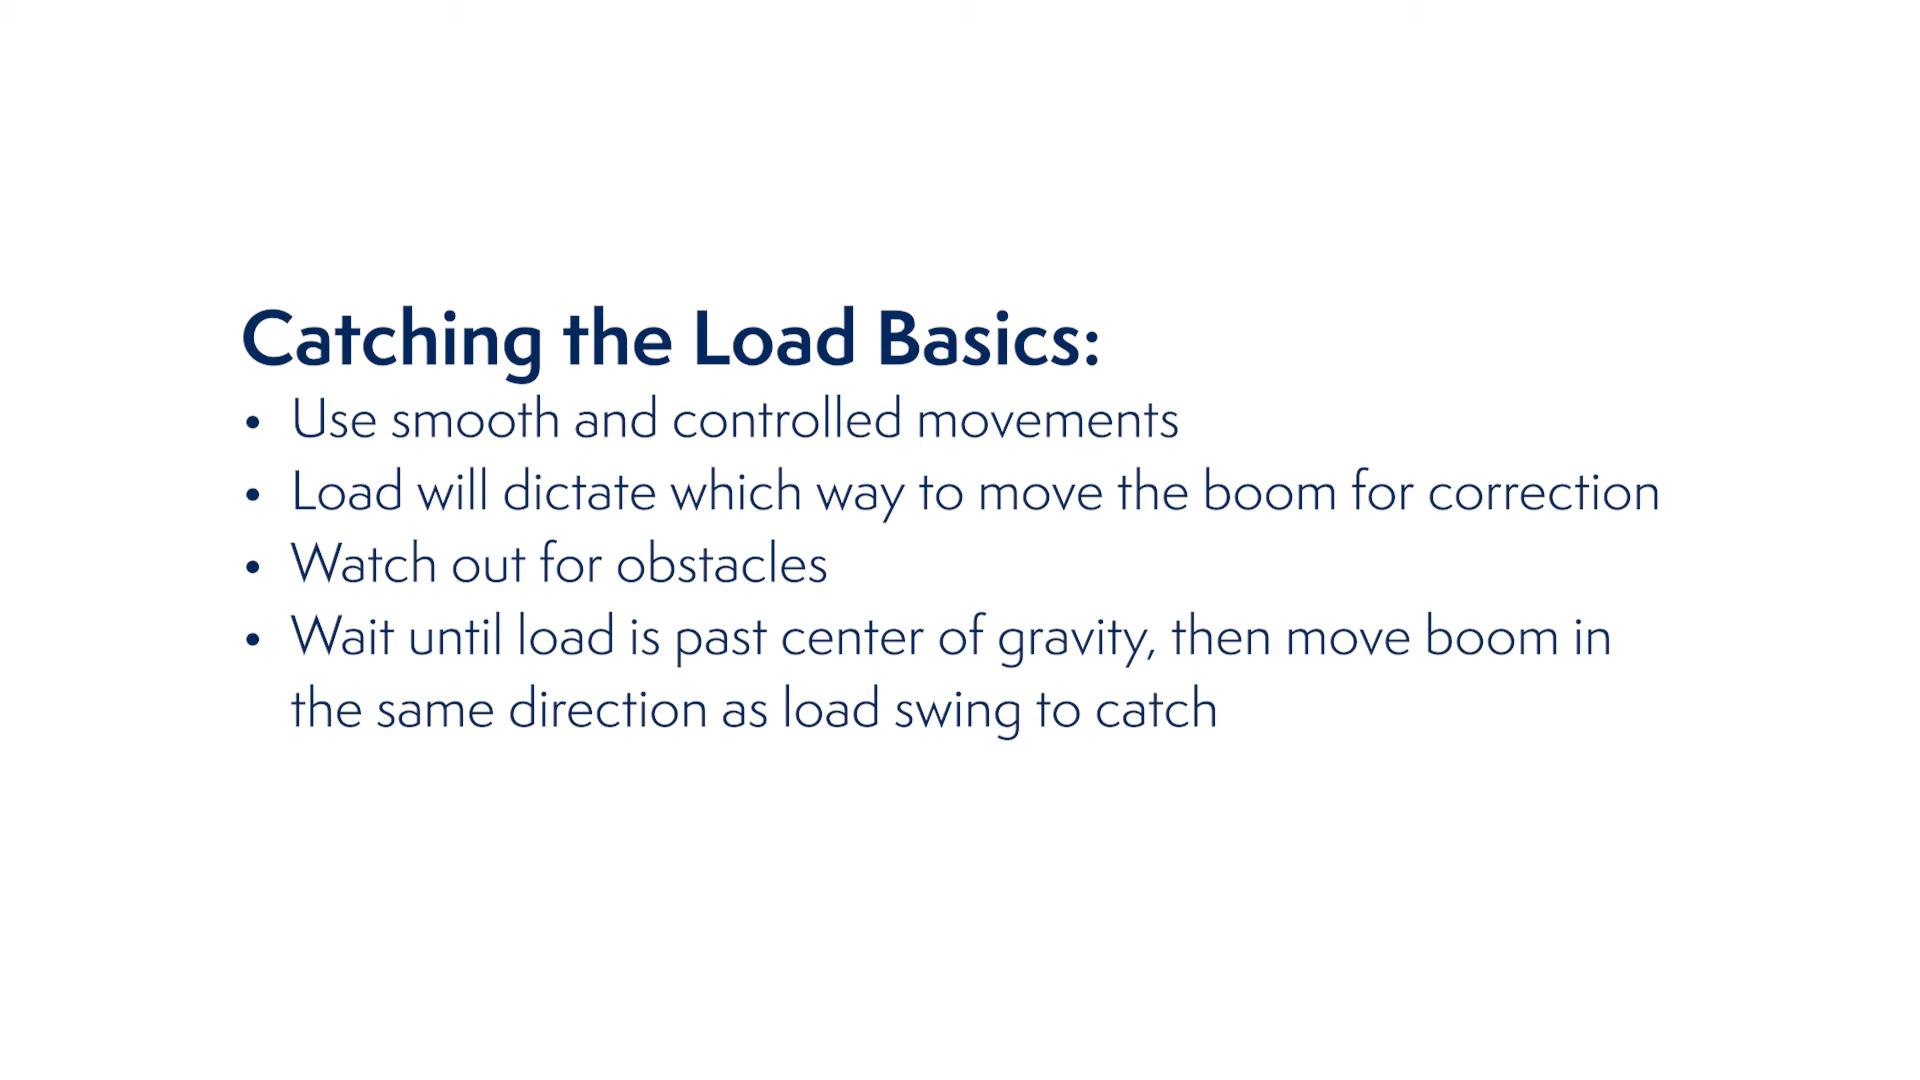 Catching the Load Basics:
• Use smooth and controlled movements
• Load will dictate which way to move the boom for correction
• Watch out for obstacles
• Wait until load is past center of gravity, then move boom in
the same direction as load swing to catch